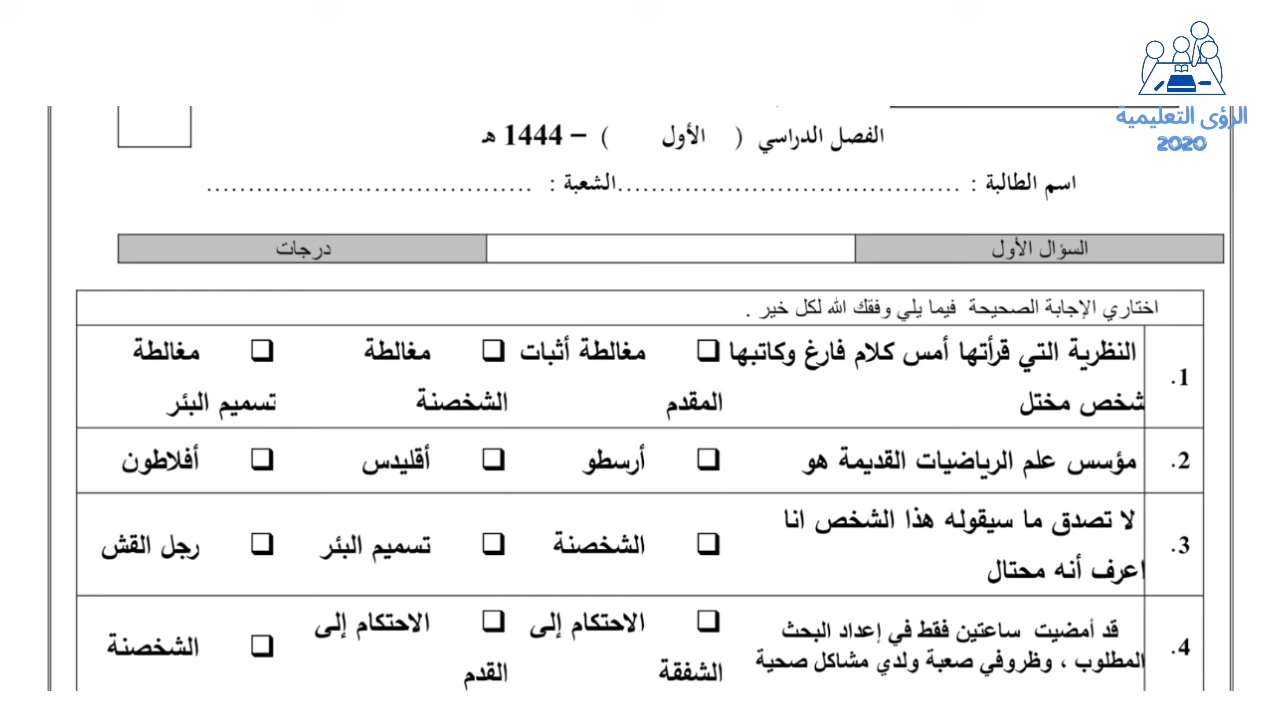 الرؤى التعليمية
2020
الفصل الدراسي ( الأول ) – 1444 هـ
اسم الطالبة : .........................................الشعبة : .......................................
السؤال الأول درجات
اختاري الإجابة الصحيحة فيما يلي وفقك الله لكل خير .
1. النظرية التي قرأتها أمس كلام فارغ وكاتبها ❑ مغالطة أثبات ❑ مغالطة ❑ مغالطة
شخص مختل المقدم الشخصنة تسميم البئر
2. مؤسس علم الرياضيات القديمة هو ❑ أرسطو ❑ أقليدس ❑ أفلاطون
3. لا تصدق ما سيقوله هذا الشخص انا
اعرف أنه محتال ❑ الشخصنة ❑ تسميم البئر ❑ رجل القش
4. قد أمضيت ساعتين فقط في إعداد البحث ❑ الاحتكام إلى ❑ الاحتكام إلى ❑ الشخصنة
المطلوب ، وظروفي صعبة ولدي مشاكل صحية الشفقة القدم